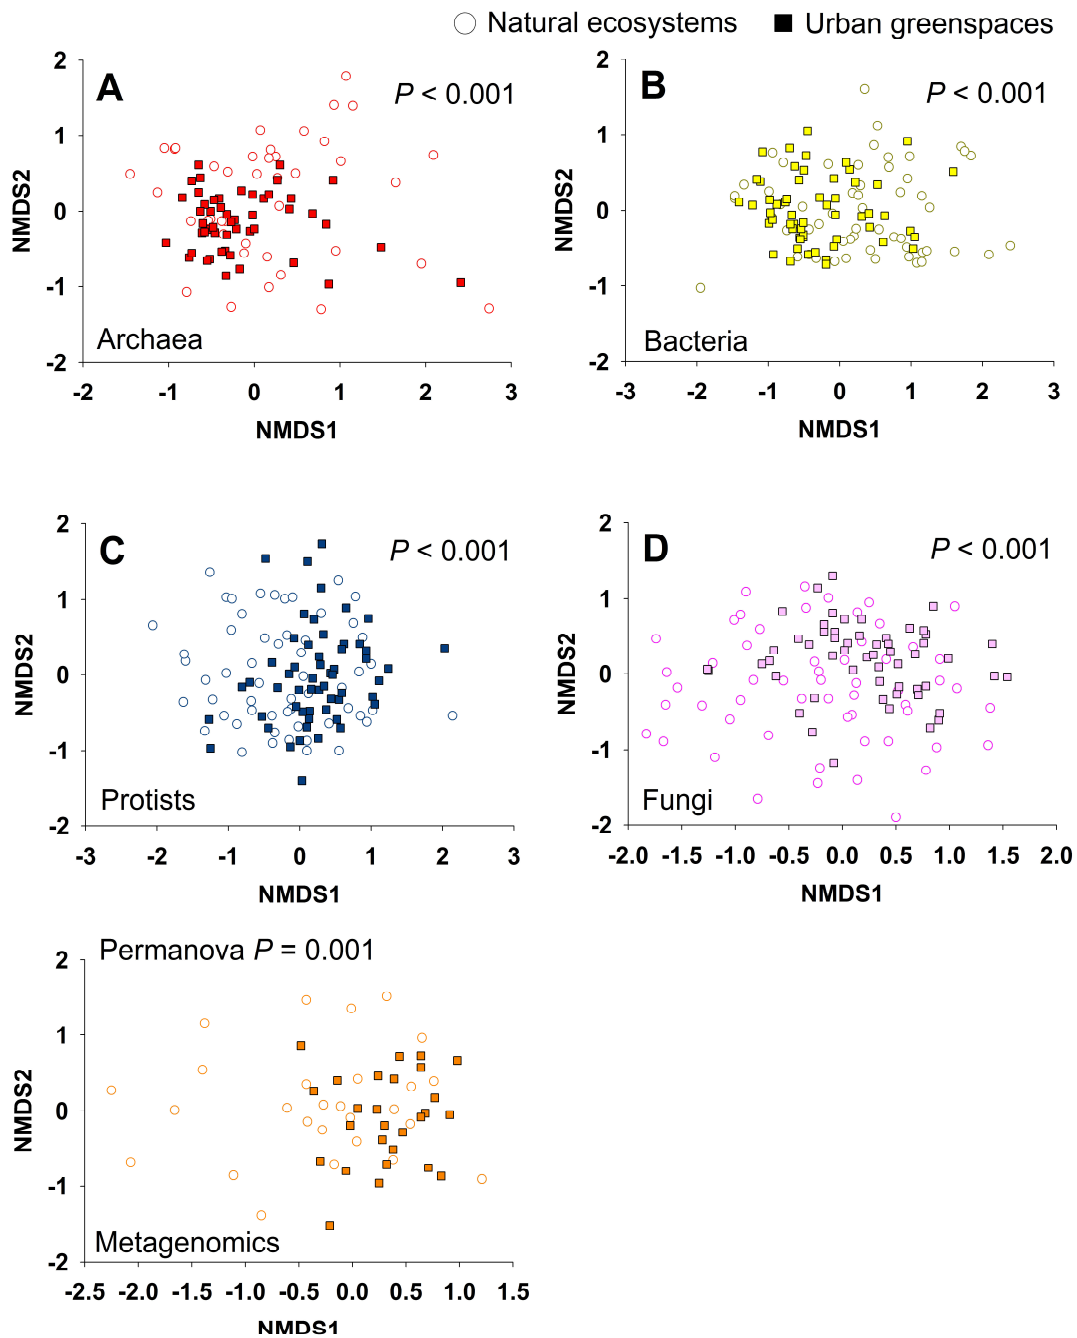 Natural ecosystems Urban greenspaces
A
P < 0.001
Archaea
NMDS2
2
1
0
-1
-2
-2 -1 0 1 2 3
NMDS1
B
P < 0.001
Bacteria
NMDS2
2
1
0
-1
-2
-3 -2 -1 0 1 2 3
NMDS1
C
P < 0.001
Protists
NMDS2
2
1
0
-1
-2
-3 -2 -1 0 1 2 3
NMDS1
D
P < 0.001
Fungi
NMDS2
2
1
0
-1
-2
-2.0 -1.5 -1.0 -0.5 0.0 0.5 1.0 1.5 2.0
NMDS1
Permanova P = 0.001
Metagenomics
NMDS2
2
1
0
-1
-2
-2.5 -2.0 -1.5 -1.0 -0.5 0.0 0.5 1.0 1.5
NMDS1